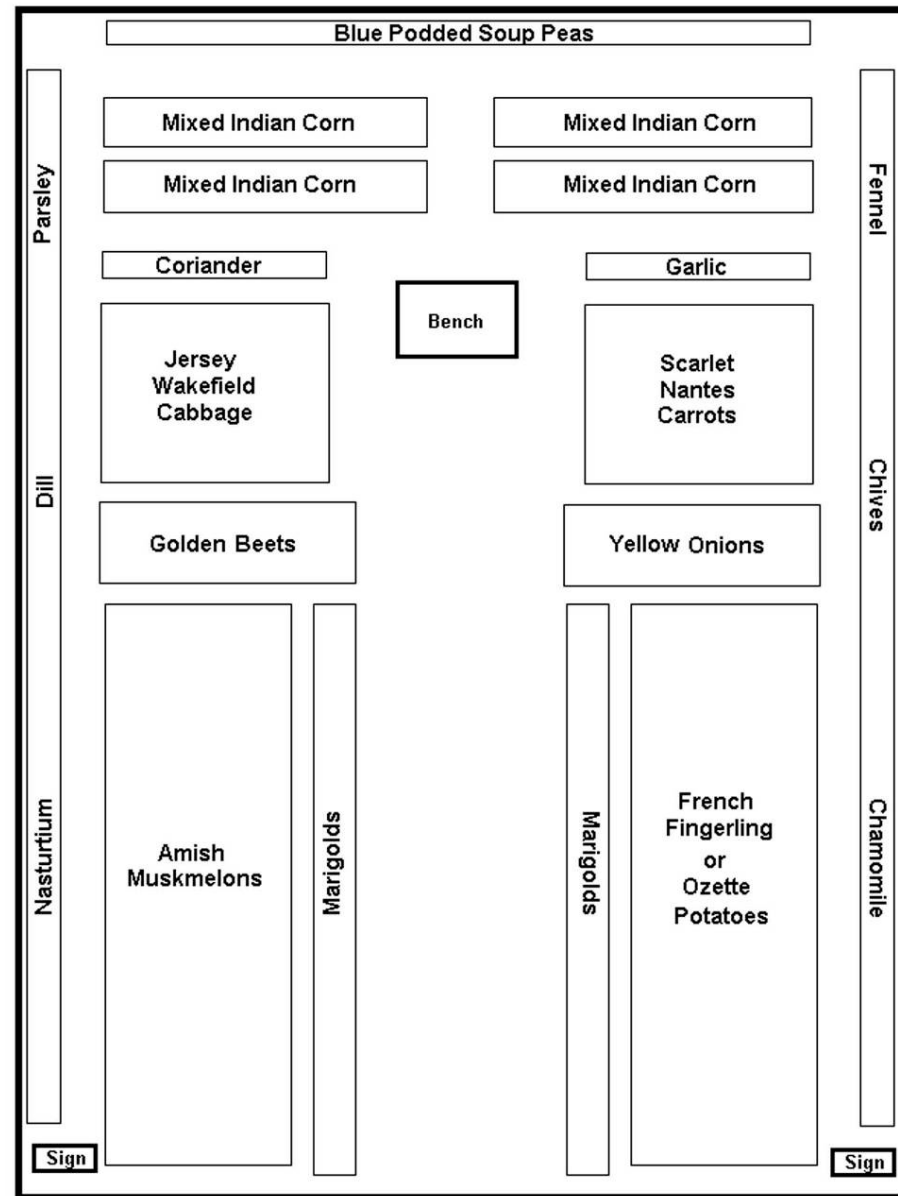 Blue Podded Soup Peas
Mixed Indian Corn
Mixed Indian Corn
Mixed Indian Corn
Mixed Indian Corn
Parsley
Fennel
Coriander
Garlic
Bench
Jersey
Wakefield
Cabbage
Scarlet
Nantes
Carrots
Dill
Chives
Golden Beets
Yellow Onions
Nasturtium
Amish
Muskmelons
Marigolds
Marigolds
French
Fingerling
or
Ozette
Potatoes
Chamomile
Sign
Sign